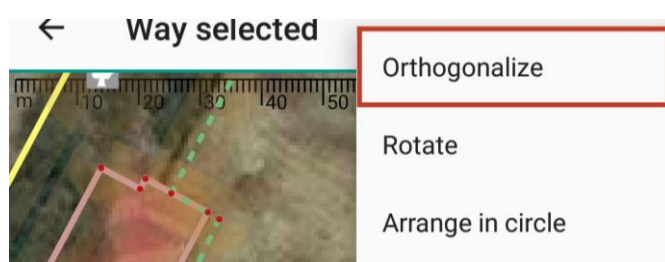 Way selected
Orthogonalize
m 10 20 30 40 50
Rotate
Arrange in circle